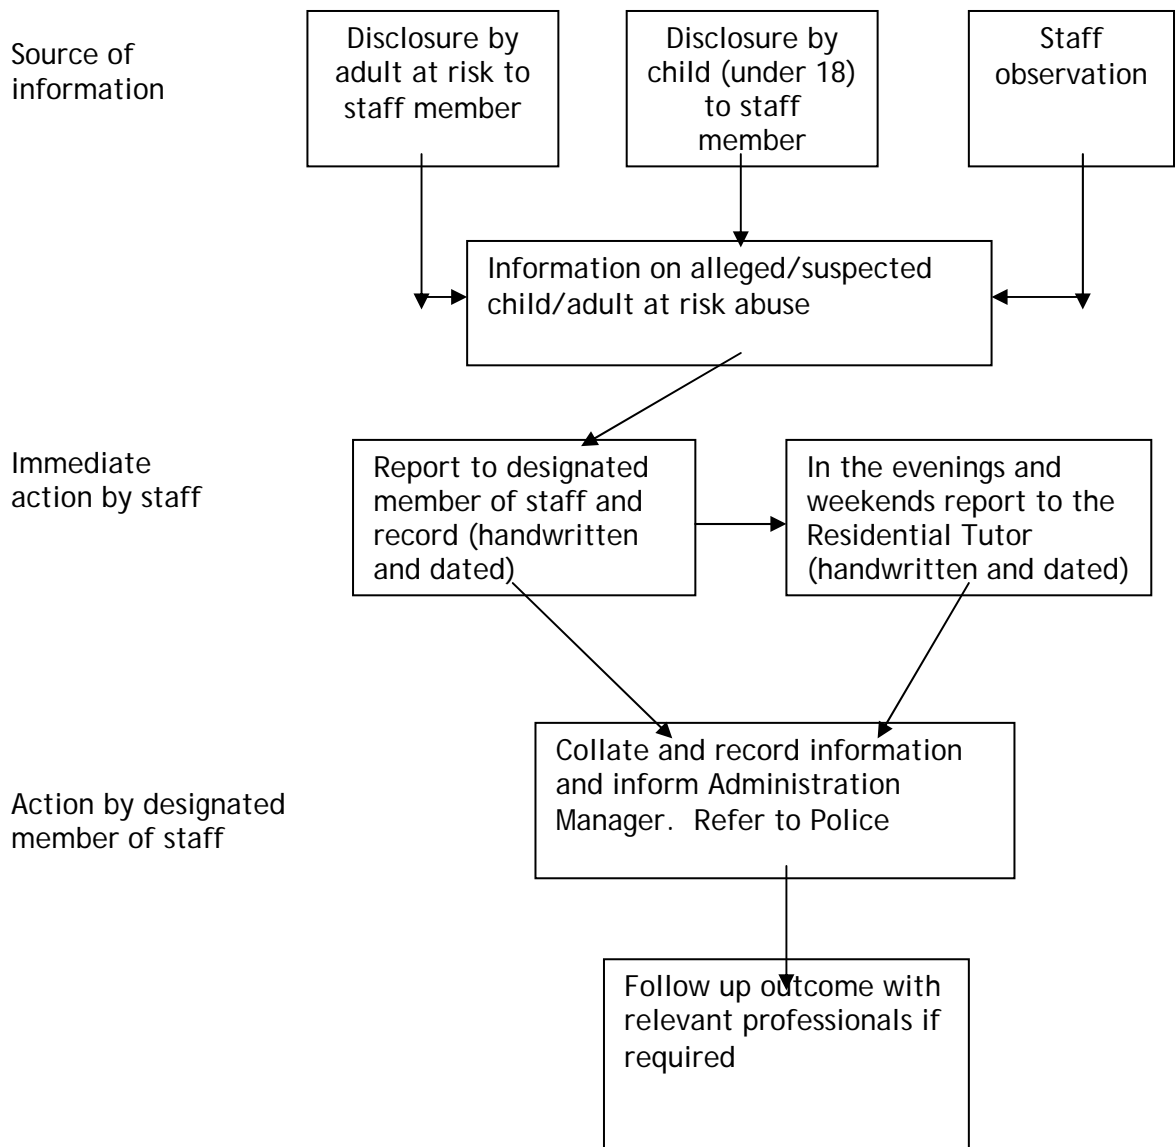 Source of
information
Disclosure by
adult at risk to
staff member
Disclosure by
child (under 18)
to staff
member
Staff
observation
Information on alleged/suspected
child/adult at risk abuse
Immediate
action by staff
Report to designated
member of staff and
record (handwritten
and dated)
In the evenings and
weekends report to the
Residential Tutor
(handwritten and dated)
Action by designated
member of staff
Collate and record information
and inform Administration
Manager.  Refer to Police
Follow up outcome with
relevant professionals if
required